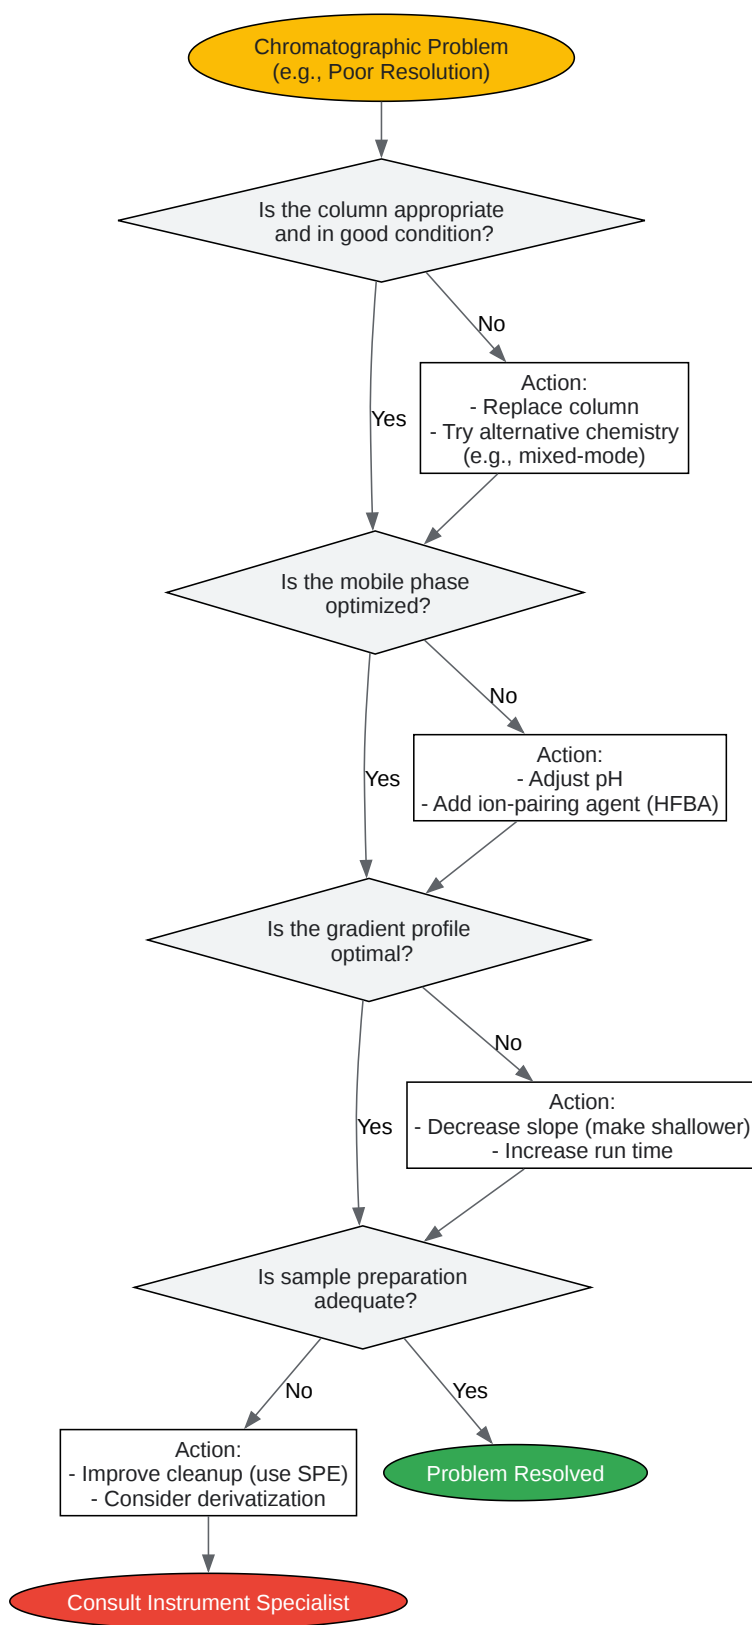 Chromatographic Problem
(e.g., Poor Resolution)
Is the column appropriate
and in good condition?
No
Yes
Action:
- Replace column
- Try alternative chemistry
(e.g., mixed-mode)
Is the mobile phase
optimized?
No
Yes
Action:
- Adjust pH
- Add ion-pairing agent (HFBA)
Is the gradient profile
optimal?
No
Yes
Action:
- Decrease slope (make shallower)
- Increase run time
Is sample preparation
adequate?
No
Yes
Action:
- Improve cleanup (use SPE)
- Consider derivatization
Problem Resolved
Consult Instrument Specialist